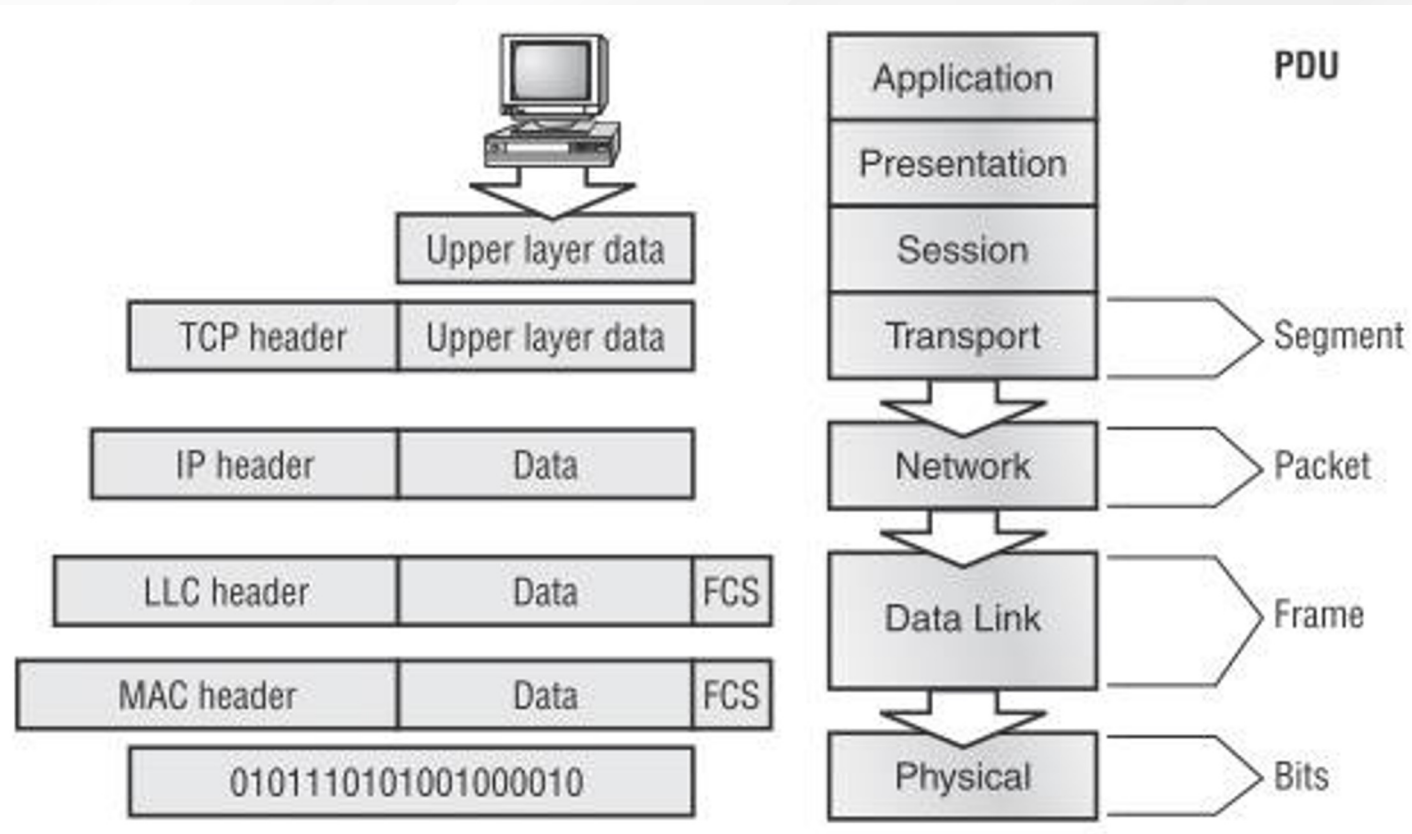 Application
PDU
Presentation
Upper layer data
Session
TCP header
Upper layer data
Transport
Segment
IP header
Data
Network
Packet
LLC header
Data
FCS
Data Link
Frame
MAC header
Data
FCS
0101110101001000010
Physical
Bits